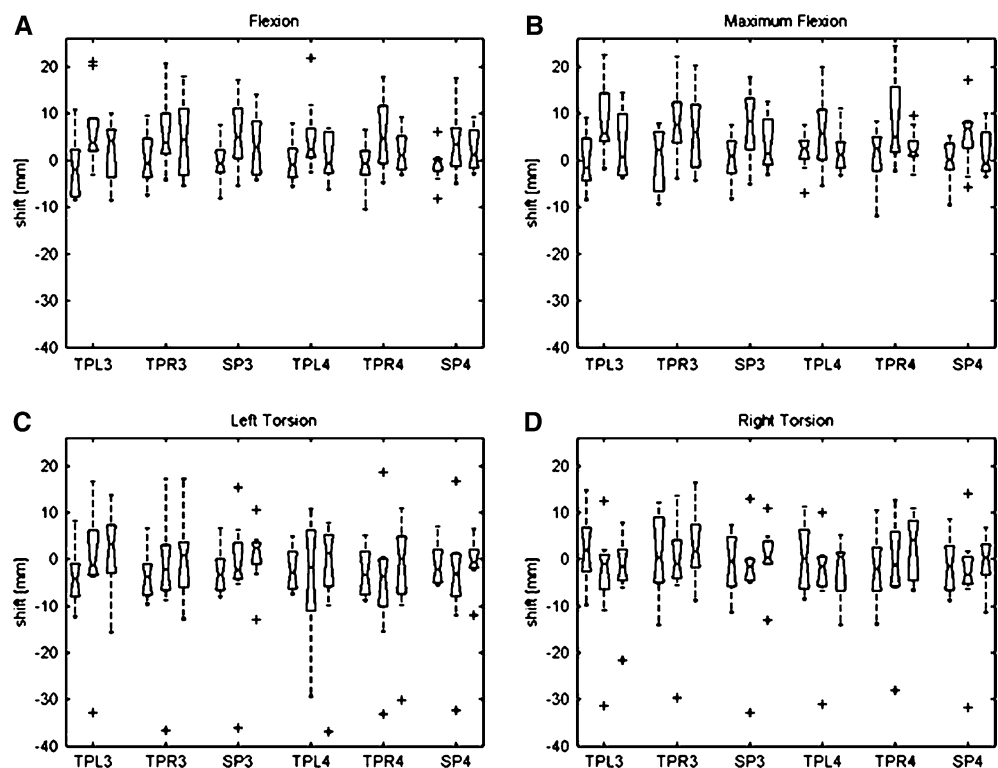 A Flexion
20
10
0
-10
-20
-30
-40
shift [mm]
TPL3 TPR3 SP3 TPL4 TPR4 SP4
B Maximum Flexion
20
10
0
-10
-20
-30
-40
shift [mm]
TPL3 TPR3 SP3 TPL4 TPR4 SP4
C Left Torsion
20
10
0
-10
-20
-30
-40
shift [mm]
TPL3 TPR3 SP3 TPL4 TPR4 SP4
D Right Torsion
20
10
0
-10
-20
-30
-40
shift [mm]
TPL3 TPR3 SP3 TPL4 TPR4 SP4